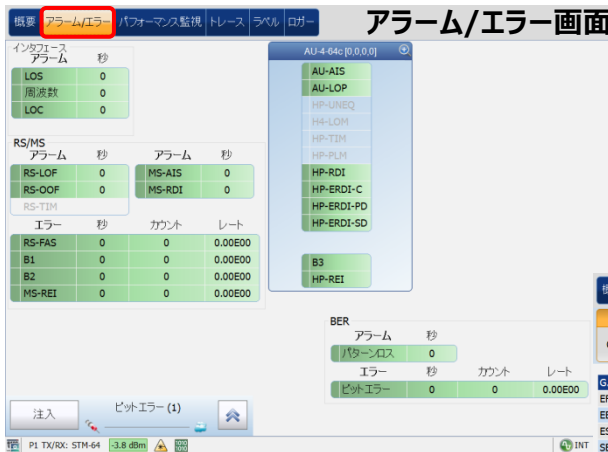 概要 アラーム/エラー パフォーマンス監視 トレース ラベル ロガー
アラーム/エラー画面
インタフェース
アラーム 秒
LOS 0
周波数 0
LOC 0
RS/MS
アラーム 秒 アラーム 秒
RS-LOF 0 MS-AIS 0
RS-OOF 0 MS-RDI 0
RS-TIM
エラー 秒 カウント レート
RS-FAS 0 0 0.00E00
B1 0 0 0.00E00
B2 0 0 0.00E00
MS-REI 0 0 0.00E00
AU-4-64c [0,0,0,0]
AU-AIS
AU-LOP
HP-UNEQ
H4-LOM
HP-TIM
HP-PLM
HP-RDI
HP-ERDI-C
HP-ERDI-PD
HP-ERDI-SD
B3
HP-REI
BER
アラーム 秒
パターンロス 0
エラー 秒 カウント レート
ビットエラー 0 0 0.00E00
注入 ビットエラー (1)
P1 TX/RX: STM-64 -3.8 dBm INT